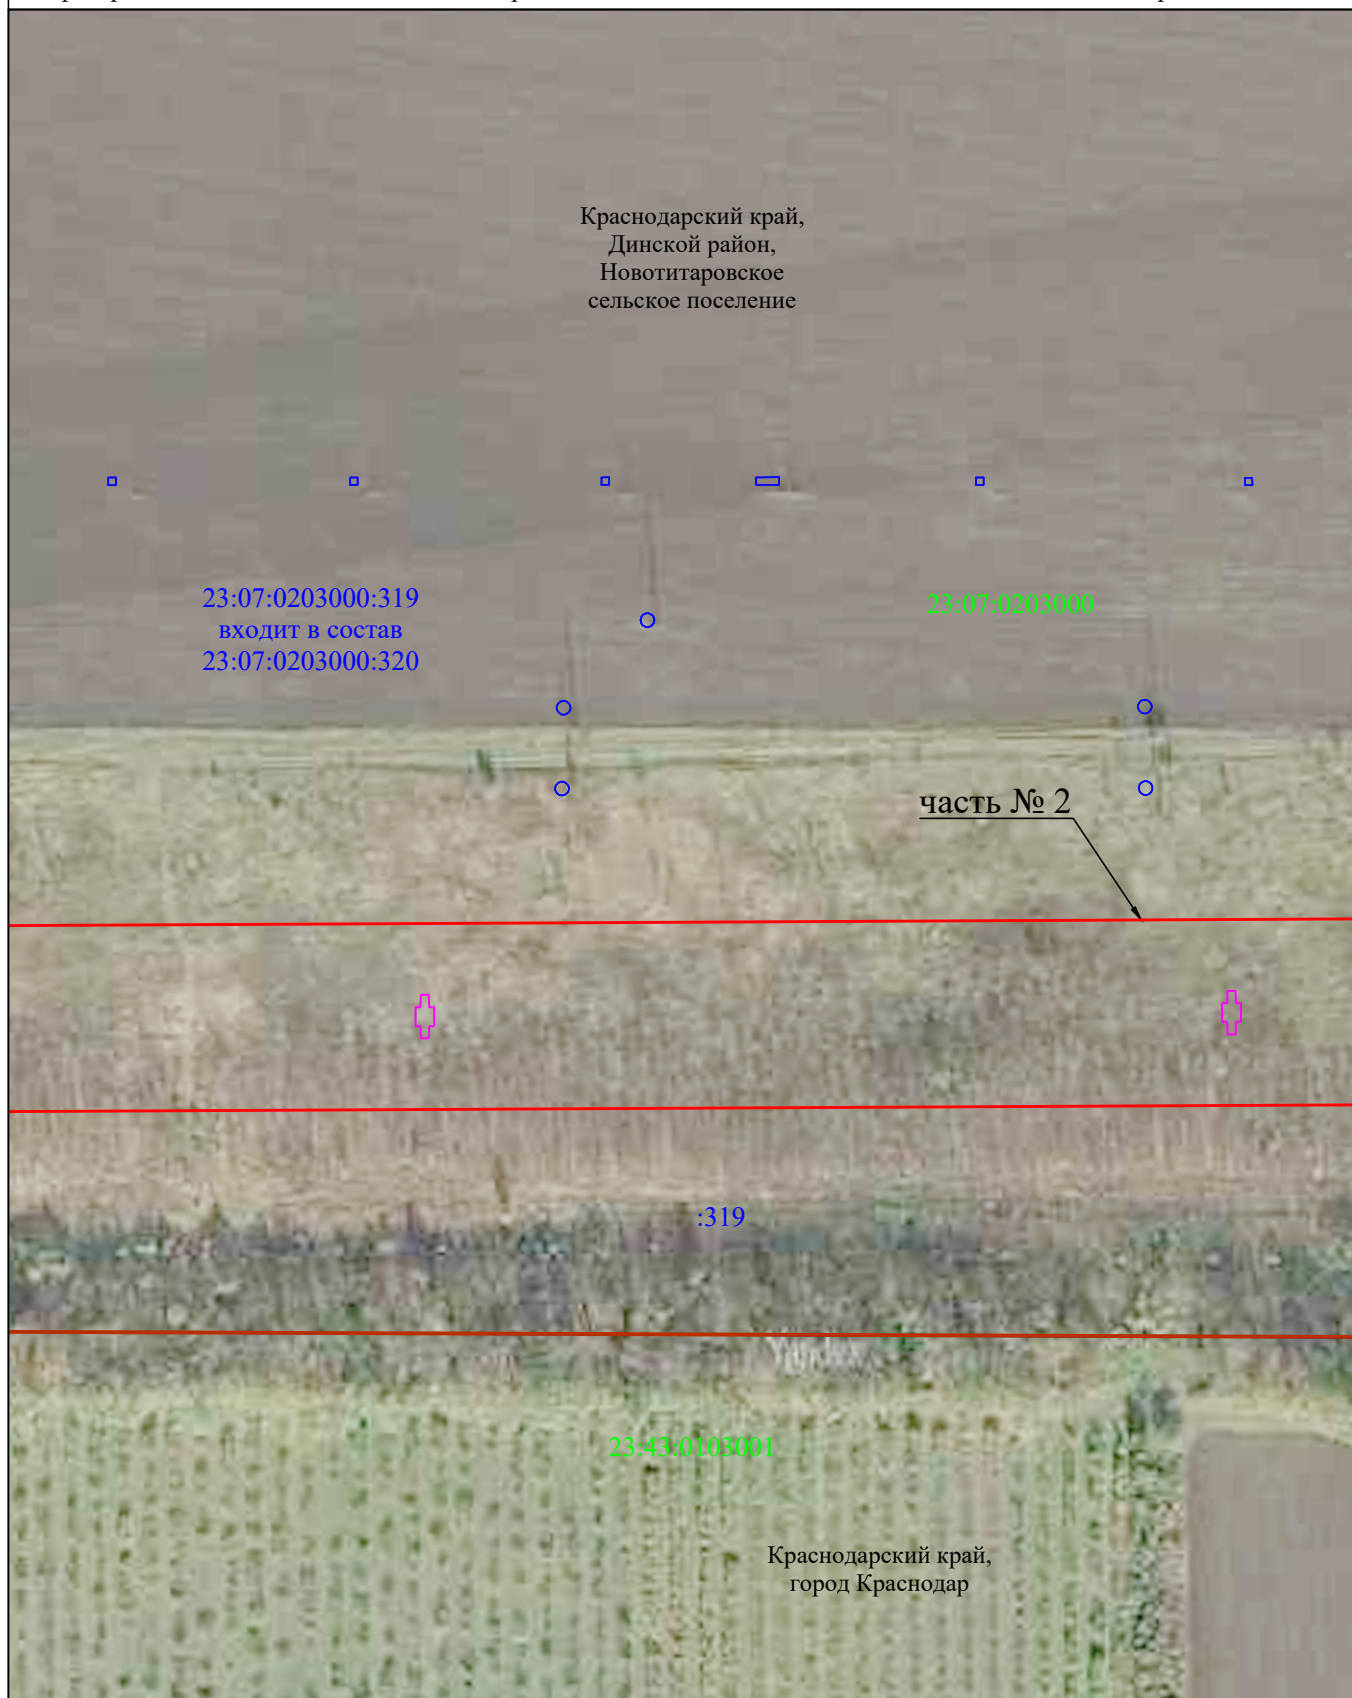 Краснодарский край,
Динской район,
Новотитаровское
сельское поселение
23:07:0203000:319
входит в состав
23:07:0203000:320
23:07:0203000
часть № 2
:319
Yandex
23:43:0103001
Краснодарский край,
город Краснодар